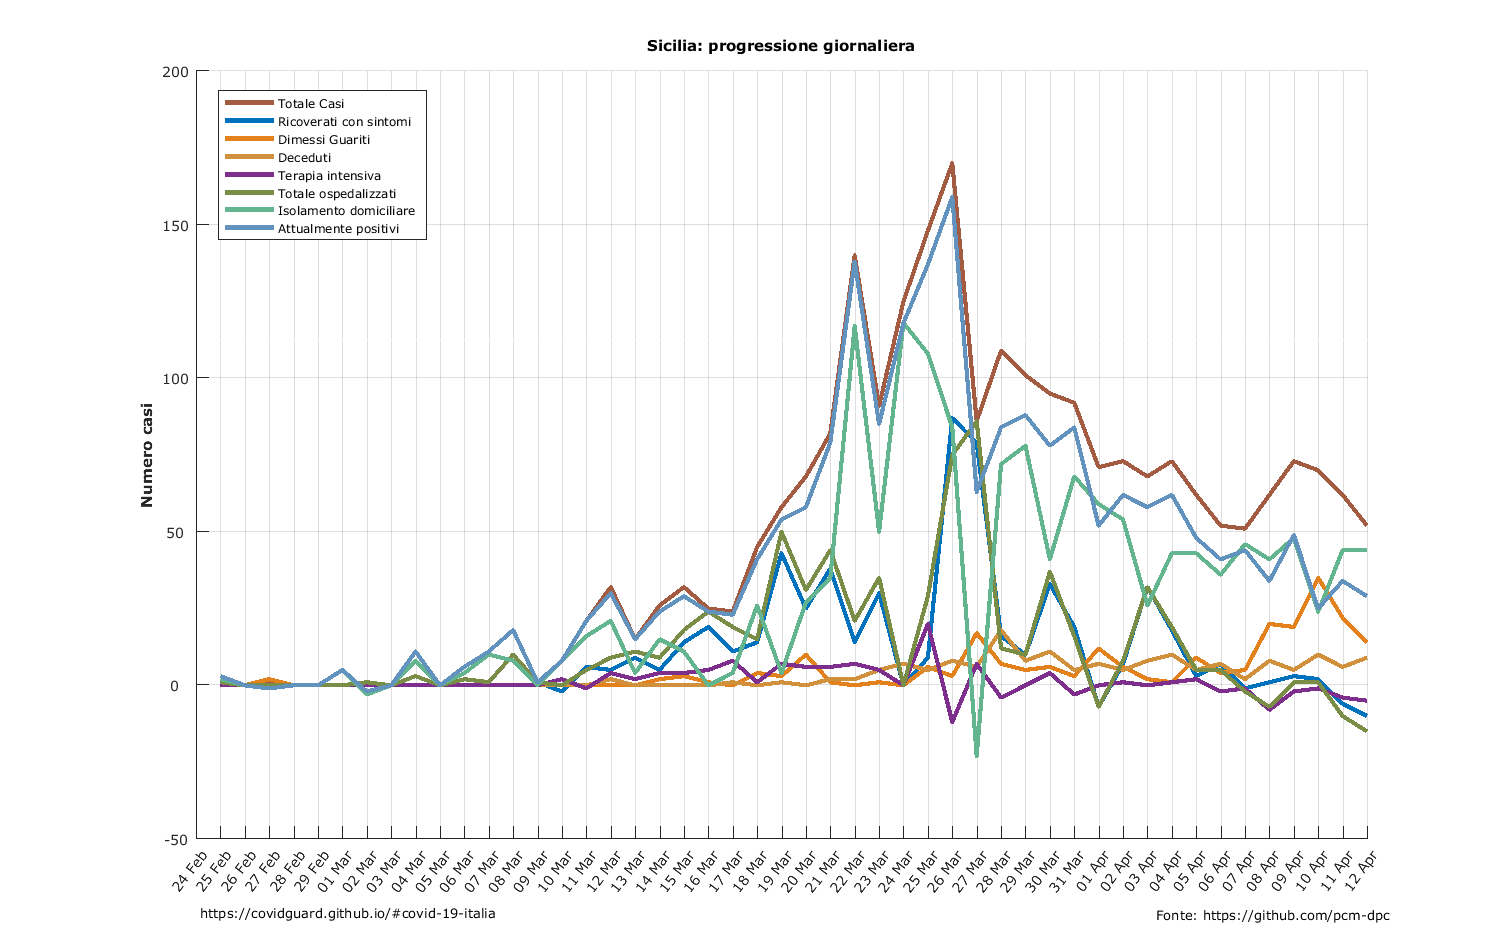 Sicilia: progressione giornaliera
200
150
100
50
0
-50
Numero casi
Totale Casi
Ricoverati con sintomi
Dimessi Guariti
Deceduti
Terapia intensiva
Totale ospedalizzati
Isolamento domiciliare
Attualmente positivi
24 Feb
25 Feb
26 Feb
27 Feb
28 Feb
29 Feb
01 Mar
02 Mar
03 Mar
04 Mar
05 Mar
06 Mar
07 Mar
08 Mar
09 Mar
10 Mar
11 Mar
12 Mar
13 Mar
14 Mar
15 Mar
16 Mar
17 Mar
18 Mar
19 Mar
20 Mar
21 Mar
22 Mar
23 Mar
24 Mar
25 Mar
26 Mar
27 Mar
28 Mar
29 Mar
30 Mar
31 Mar
01 Apr
02 Apr
03 Apr
04 Apr
05 Apr
06 Apr
07 Apr
08 Apr
09 Apr
10 Apr
11 Apr
12 Apr
https://covidguard.github.io/#covid-19-italia
Fonte: https://github.com/pcm-dpc